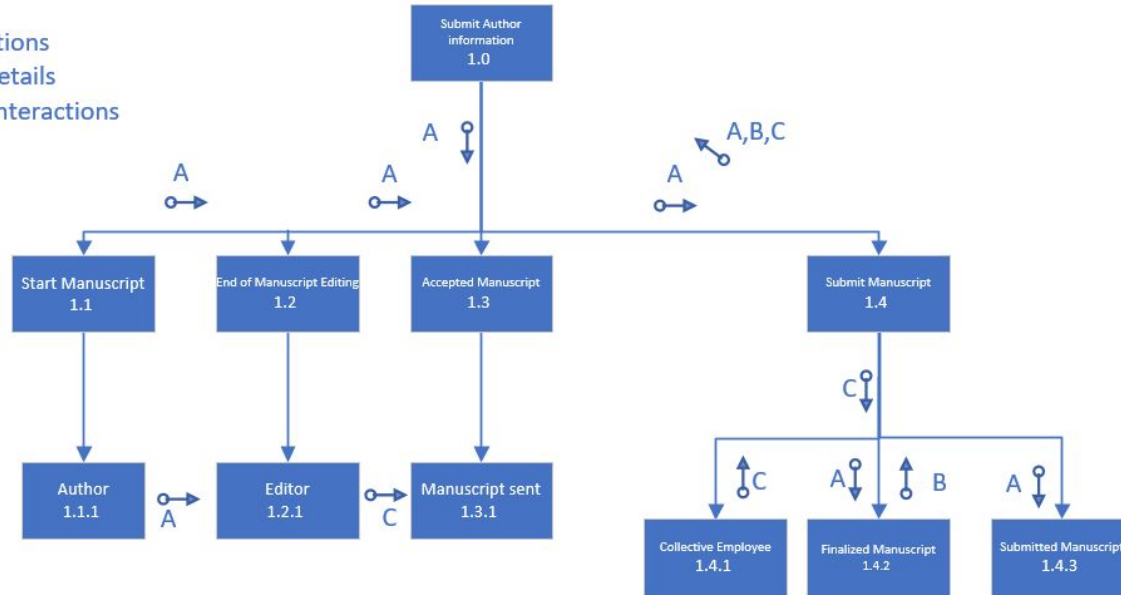 Submit Author
information
1.0
tions
etails
nteractions
A
A,B,C
A
A
A
Start Manuscript
1.1
End of Manuscript Editing
1.2
Accepted Manuscript
1.3
Submit Manuscript
1.4
C
Author
1.1.1
A
Editor
1.2.1
C
Manuscript sent
1.3.1
C
A
B
A
Collective Employee
1.4.1
Finalized Manuscript
1.4.2
Submitted Manuscript
1.4.3